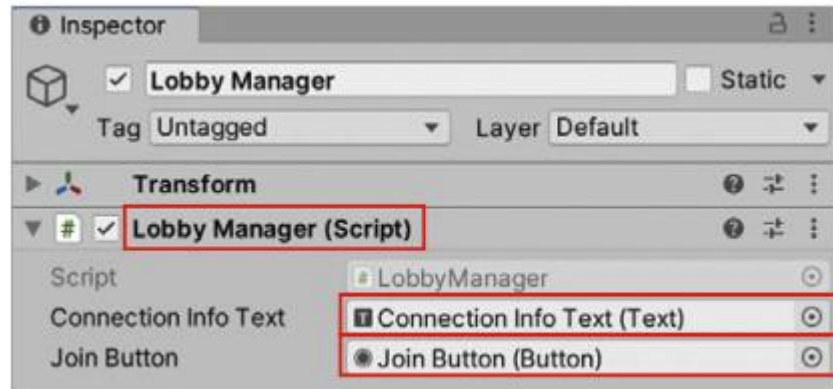 Inspector
Lobby Manager Static
Tag Untagged Layer Default
Transform
# Lobby Manager (Script)
Script # LobbyManager
Connection Info Text T Connection Info Text (Text)
Join Button Join Button (Button)